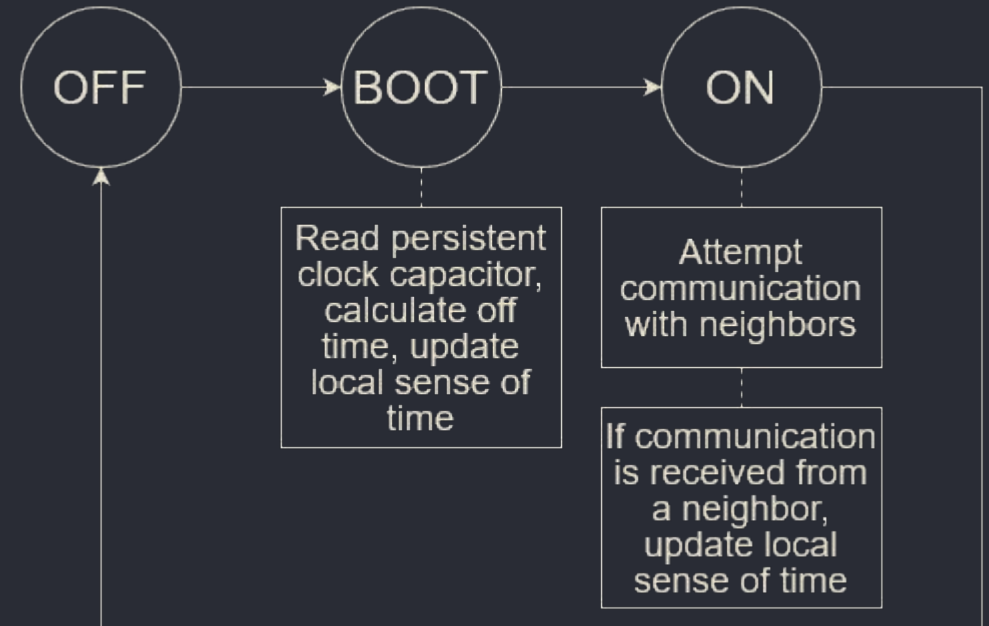 OFF
BOOT
ON
Read persistent
clock capacitor,
calculate off
time, update
local sense of
time
Attempt
communication
with neighbors
If communication
is received from
a neighbor,
update local
sense of time